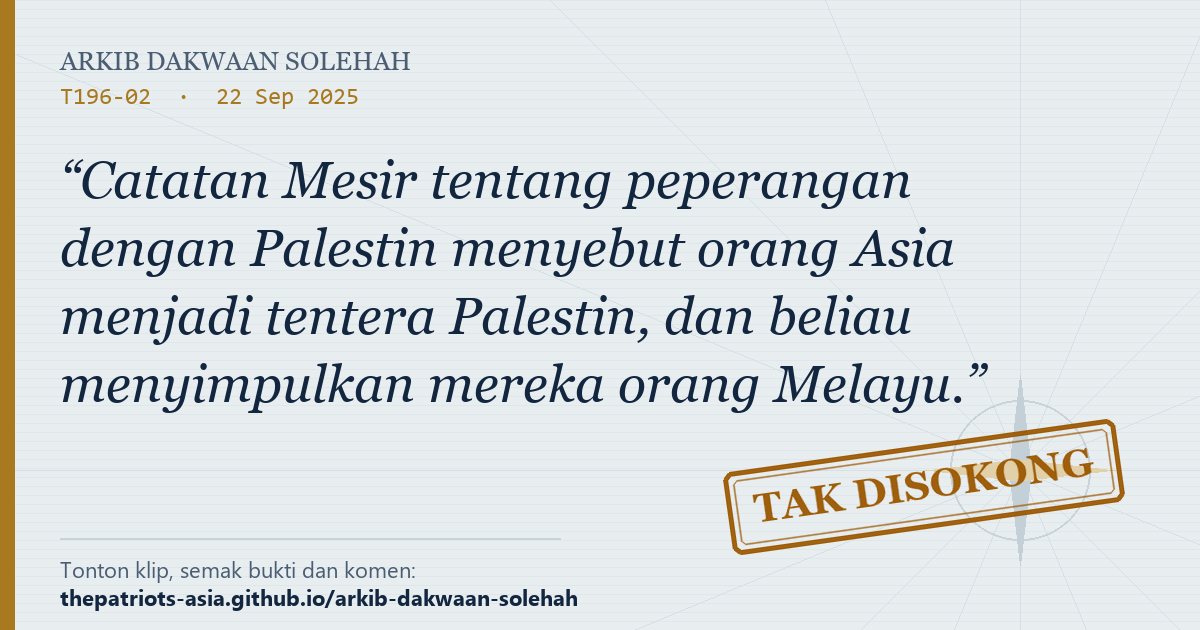 ARKIB DAKWAAN SOLEHAH
T196-02 · 22 Sep 2025
“Catatan Mesir tentang peperangan
dengan Palestin menyebut orang Asia
menjadi tentera Palestin, dan beliau
menyimpulkan mereka orang Melayu.”
TAK DISOKONG
Tonton klip, semak bukti dan komen:
thepatriots-asia.github.io/arkib-dakwaan-solehah